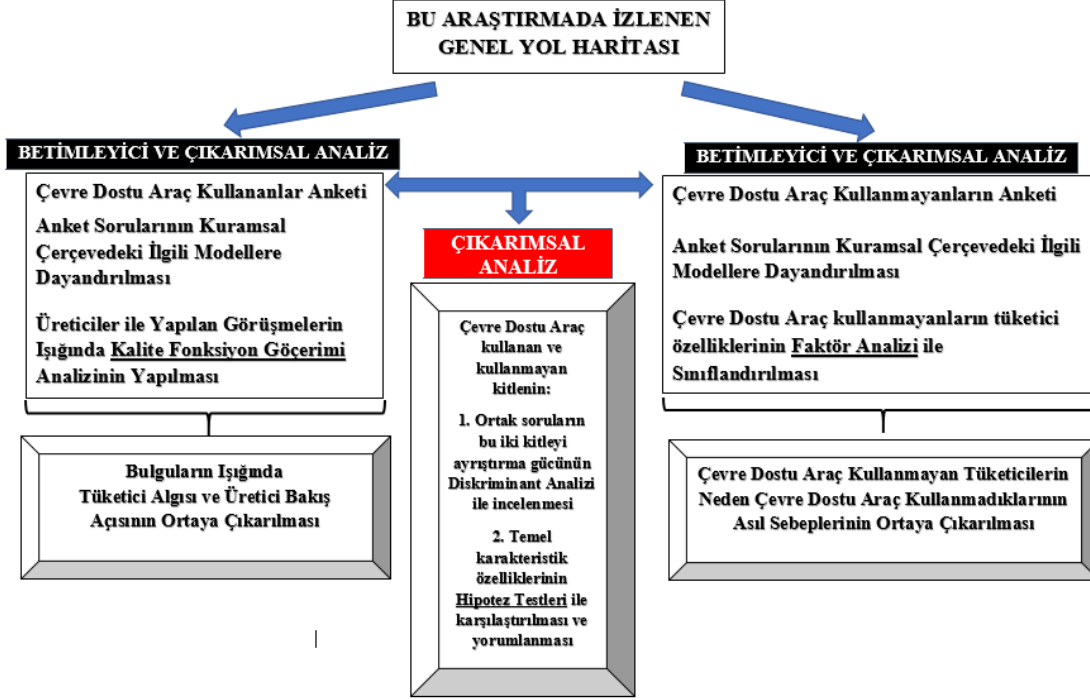 BU ARAŞTIRMADA İZLENEN
GENEL YOL HARİTASI
BETİMLEYİCİ VE ÇIKARIMSAL ANALİZ
Çevre Dostu Araç Kullananlar Anketi
Anket Sorularının Kuramsal
Çerçevedeki İlgili Modellere
Dayandırılması
Üreticiler ile Yapılan Görüşmelerin
Işığında Kalite Fonksiyon Göçerimi
Analizinin Yapılması
Bulguların Işığında
Tüketici Algısı ve Üretici Bakış
Açısının Ortaya Çıkarılması
ÇIKARIMSAL
ANALİZ
Çevre Dostu Araç
kullanan ve
kullanmayan
kitlenin:
1. Ortak soruların
bu iki kitleyi
ayrıştırma gücünün
Diskriminant Analizi
ile incelenmesi
2. Temel
karakteristik
özelliklerinin
Hipotez Testleri ile
karşılaştırılması ve
yorumlanması
BETİMLEYİCİ VE ÇIKARIMSAL ANALİZ
Çevre Dostu Araç Kullanmayanların Anketi
Anket Sorularının Kuramsal Çerçevedeki İlgili
Modellere Dayandırılması
Çevre Dostu Araç kullanmayanların tüketici
özelliklerinin Faktör Analizi ile
Sınıflandırılması
Çevre Dostu Araç Kullanmayan Tüketicilerin
Neden Çevre Dostu Araç Kullanmadıklarının
Asıl Sebeplerinin Ortaya Çıkarılması